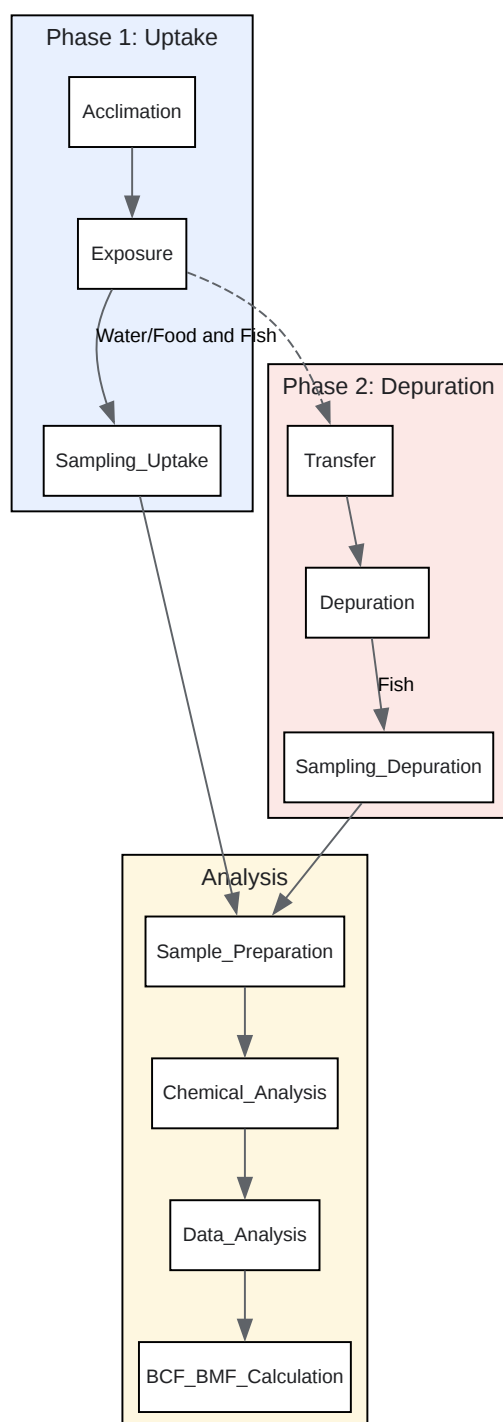 Phase 1: Uptake
Acclimation
Exposure
Water/Food and Fish
Sampling_Uptake
Phase 2: Depuration
Transfer
Depuration
Fish
Sampling_Depuration
Analysis
Sample_Preparation
Chemical_Analysis
Data_Analysis
BCF_BMF_Calculation